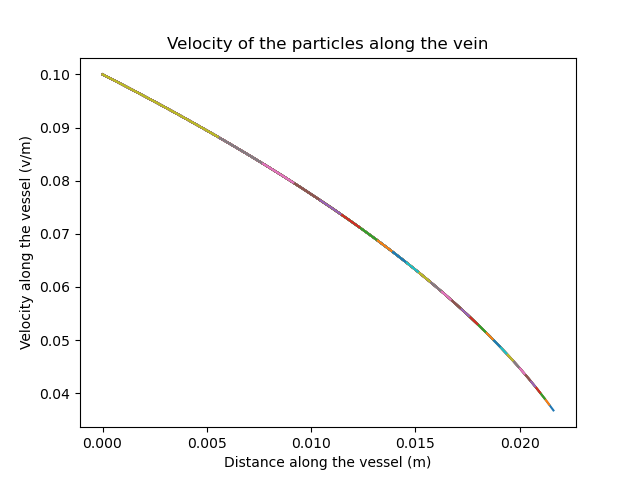 Velocity of the particles along the vein
0.10
0.09
0.08
0.07
0.06
0.05
0.04
Velocity along the vessel (v/m)
0.000 0.005 0.010 0.015 0.020
Distance along the vessel (m)